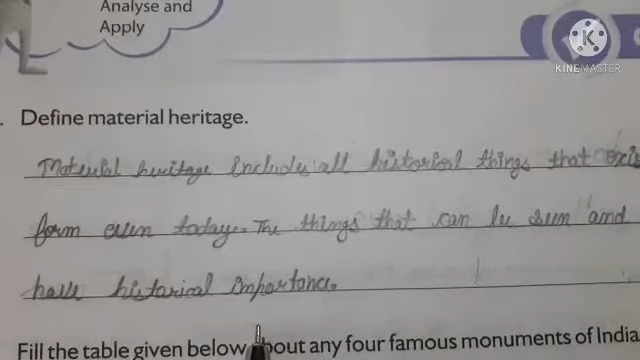 Analyse and
Apply
KINEMASTER
. Define material heritage.
Material heritage includes all historical things that exis
form even today. The things that can be seen and
have historical importance.
Fill the table given below about any four famous monuments of India